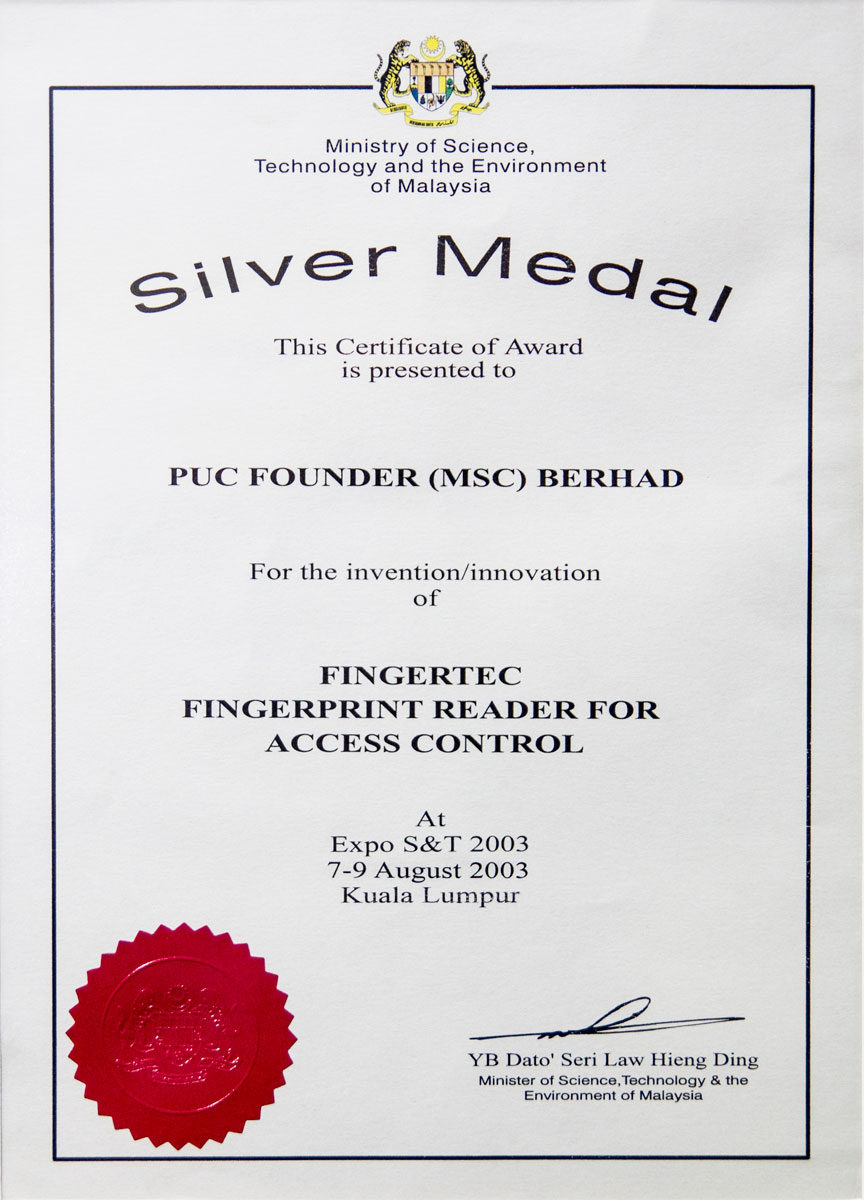 Ministry of Science,
Technology and the Environment
of Malaysia
Silver Medal
This Certificate of Award
is presented to
PUC FOUNDER (MSC) BERHAD
For the invention/innovation
of
FINGERTEC
FINGERPRINT READER FOR
ACCESS CONTROL
At
Expo S&T 2003
7-9 August 2003
Kuala Lumpur
YB Dato' Seri Law Hieng Ding
Minister of Science,Technology & the
Environment of Malaysia